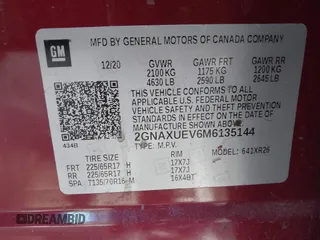 GM
MFD BY GENERAL MOTORS OF CANADA COMPANY
12/20 GVWR GAWR FR GAWR RR
2100 KG 1175 KG 1200 KG
4630 LB 2590 LB 2645 LB
THIS VEHICLE CONFORMS TO ALL
APPLICABLE U.S. FEDERAL MOTOR
VEHICLE SAFETY, BUMPER, AND
THEFT PREVENTION STANDARDS IN
EFFECT ON THE DATE OF
MANUFACTURE SHOWN ABOVE.
2GNAXUEV6M6135144
TYPE: M.P.V. 641XR26
TIRE SIZE RIM
FRT 225/65R17 H 17X7J
RR 225/65R17 H 17X7J
SPA T135/70R16 M 16X4BT
DREAMBID